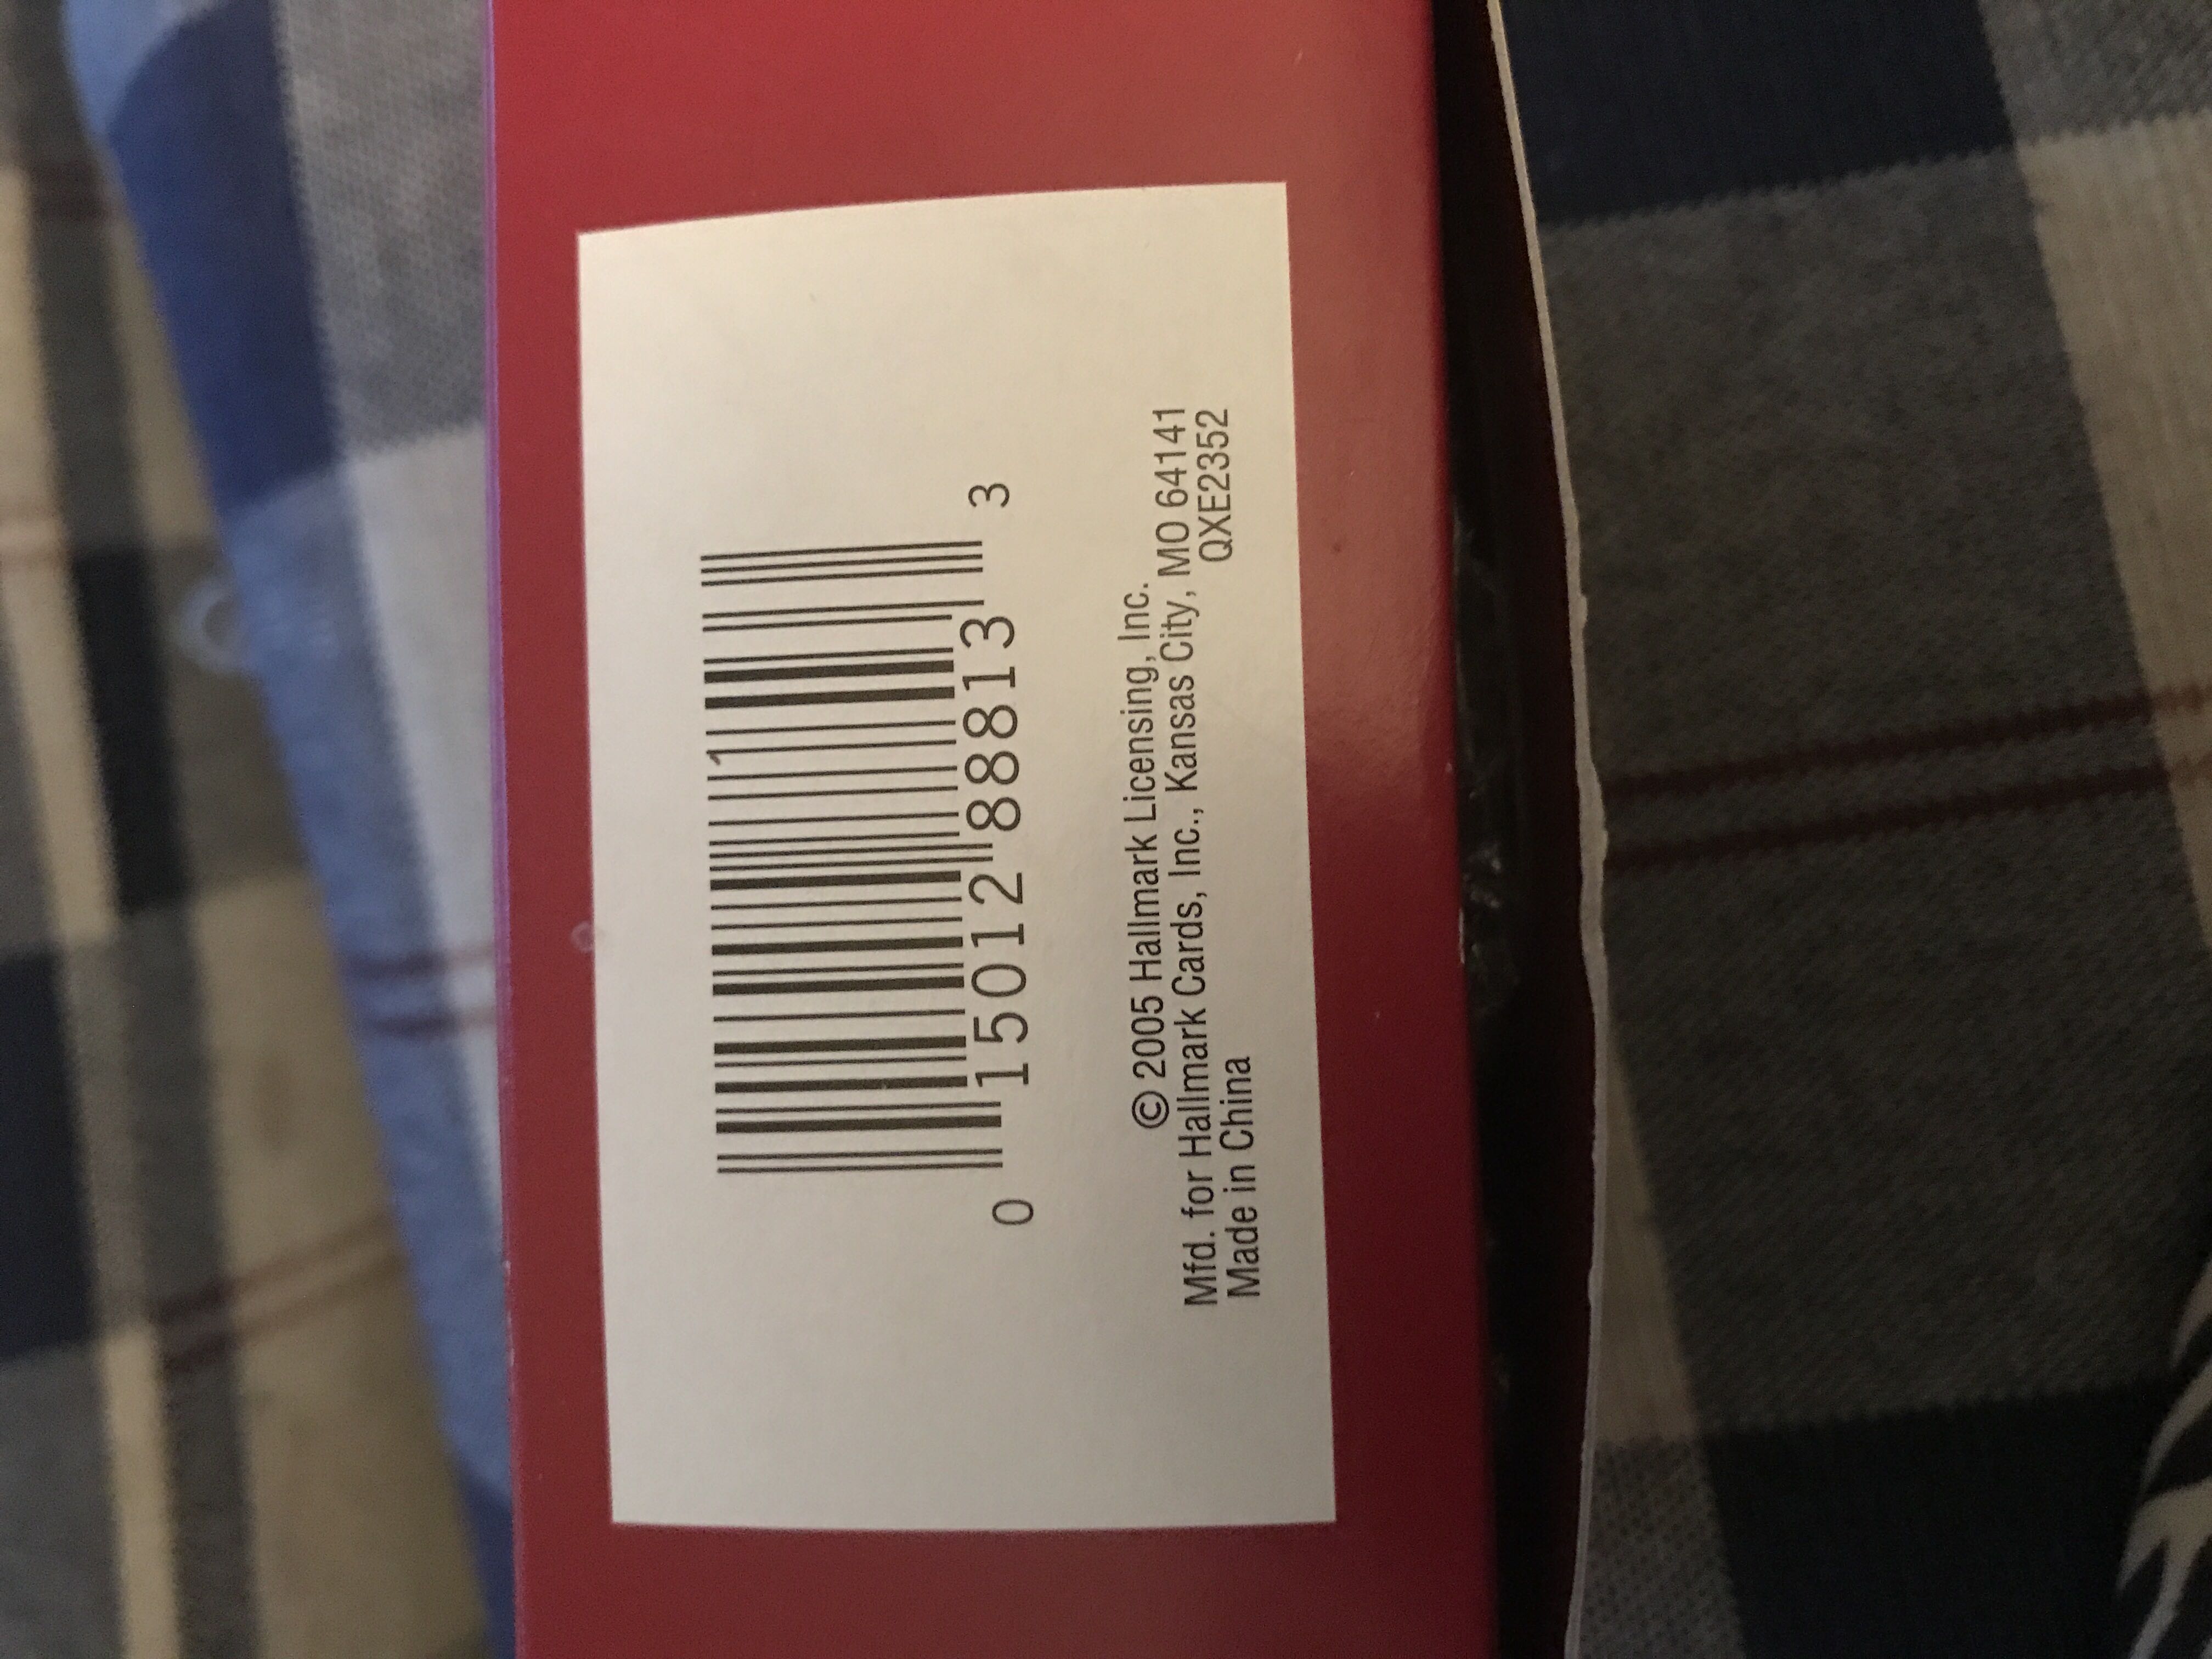 0 15012 88813 3
© 2005 Hallmark Licensing, Inc.
Mfd. for Hallmark Cards, Inc., Kansas City, MO 64141
Made in China QXE2352